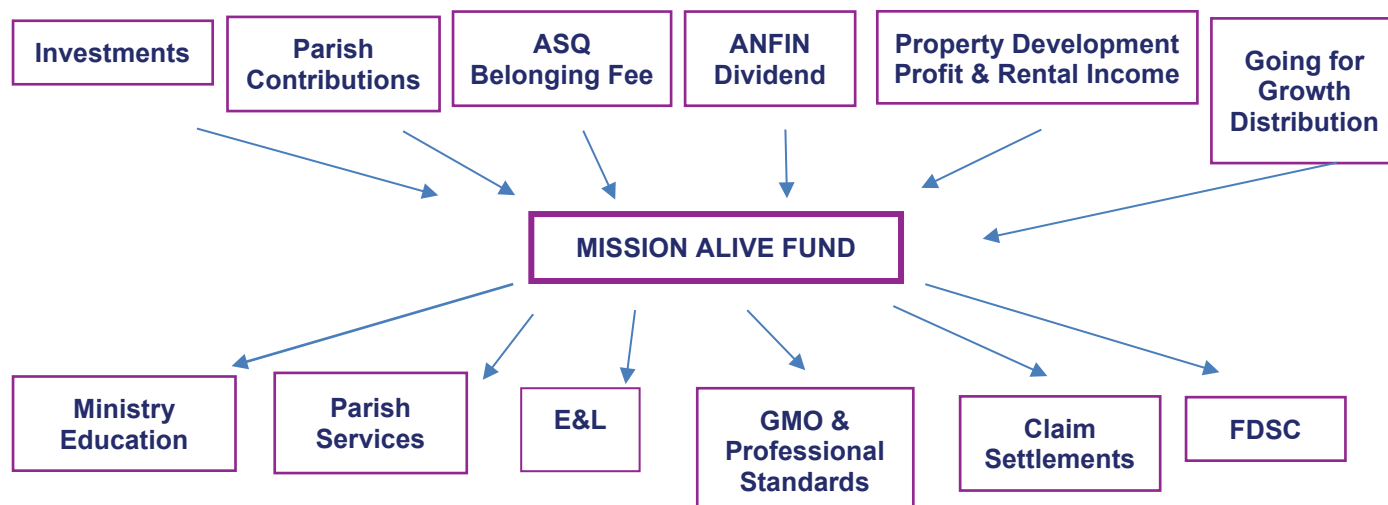 Investments
Parish
Contributions
ASQ
Belonging Fee
ANFIN
Dividend
Property Development
Profit & Rental Income
Going for
Growth
Distribution
MISSION ALIVE FUND
Ministry
Education
Parish
Services
E&L
GMO &
Professional
Standards
Claim
Settlements
FDSC